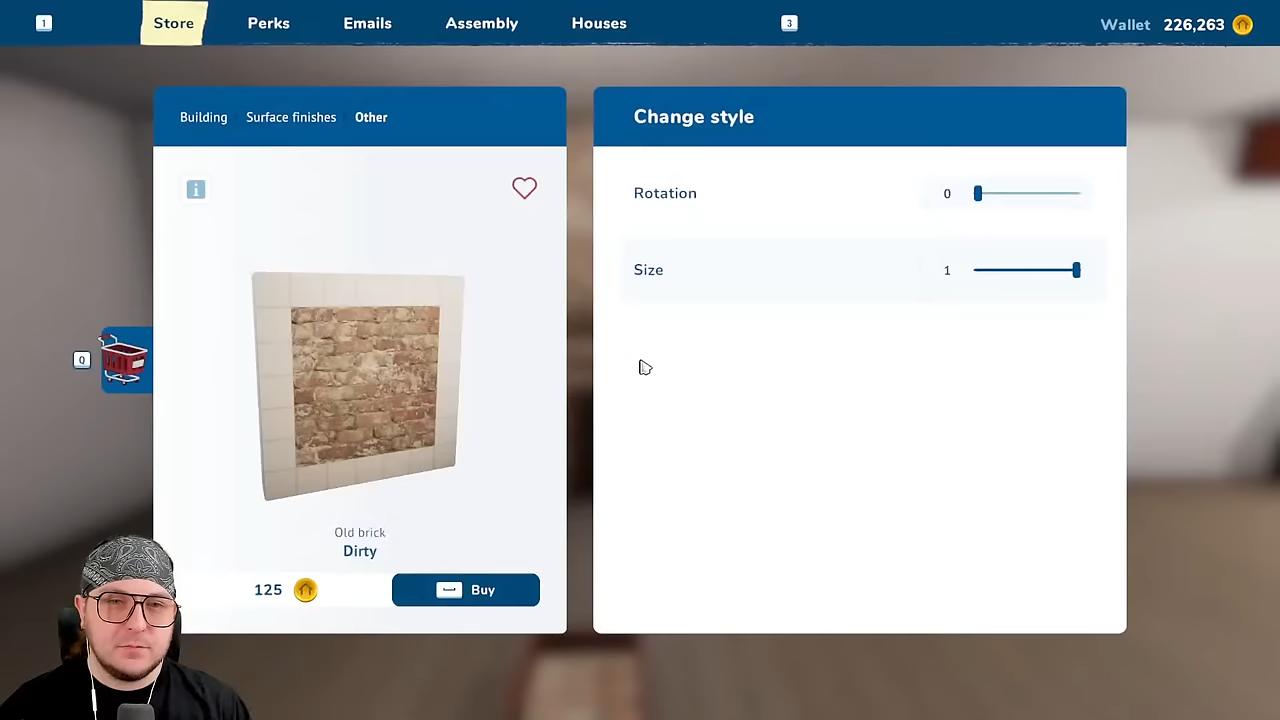 1 Store Perks Emails Assembly Houses 3 Wallet 226,263
Building Surface finishes Other
Change style
i
Rotation 0
Size 1
Q
Old brick
Dirty
125 Buy